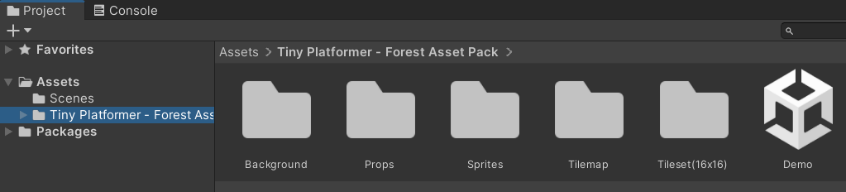 Project
Console
Favorites
Assets
Scenes
Tiny Platformer - Forest Ass
Packages
Assets > Tiny Platformer - Forest Asset Pack >
Background
Props
Sprites
Tilemap
Tileset(16x16)
Demo